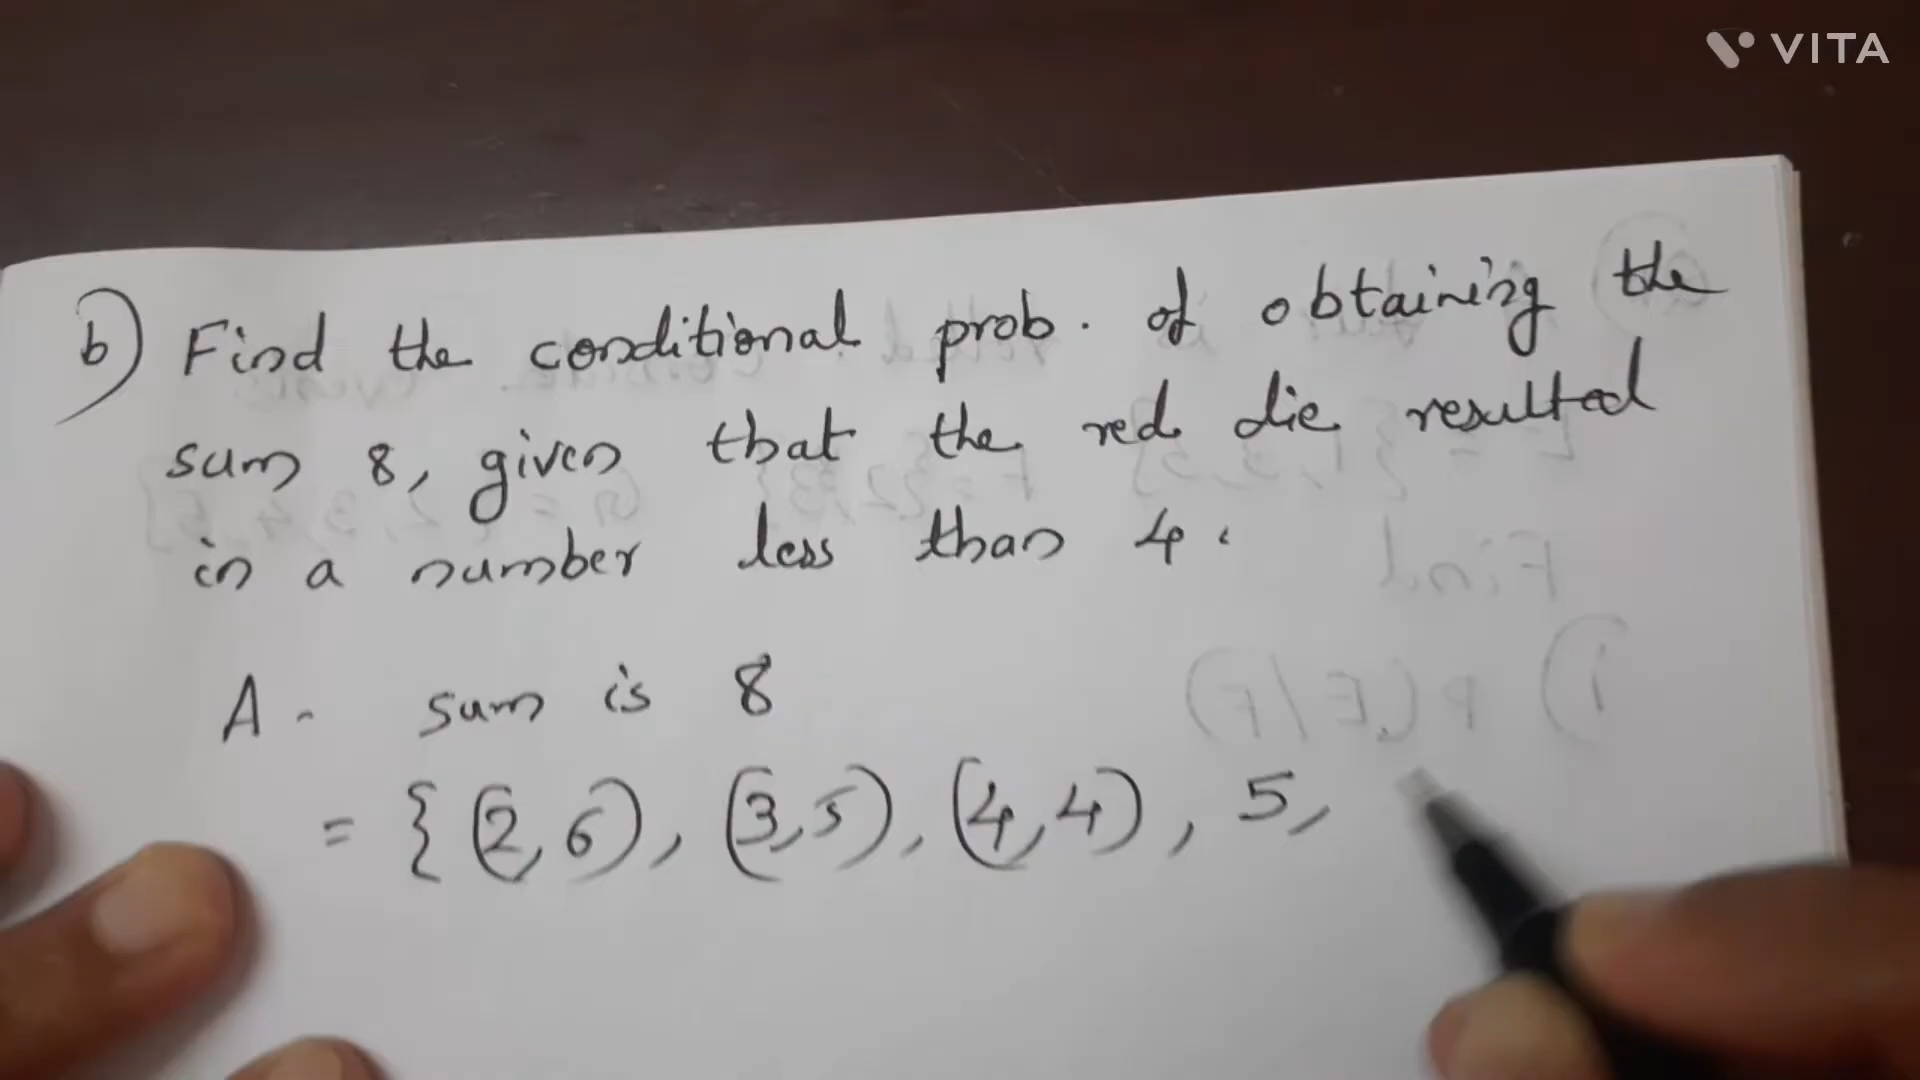 VITA
b) Find the conditional prob. of obtaining the
sum 8, given that the red die resulted
in a number less than 4.
A - sum is 8
= { (2,6), (3,5), (4,4), 5,
Find
i) P(E/F)